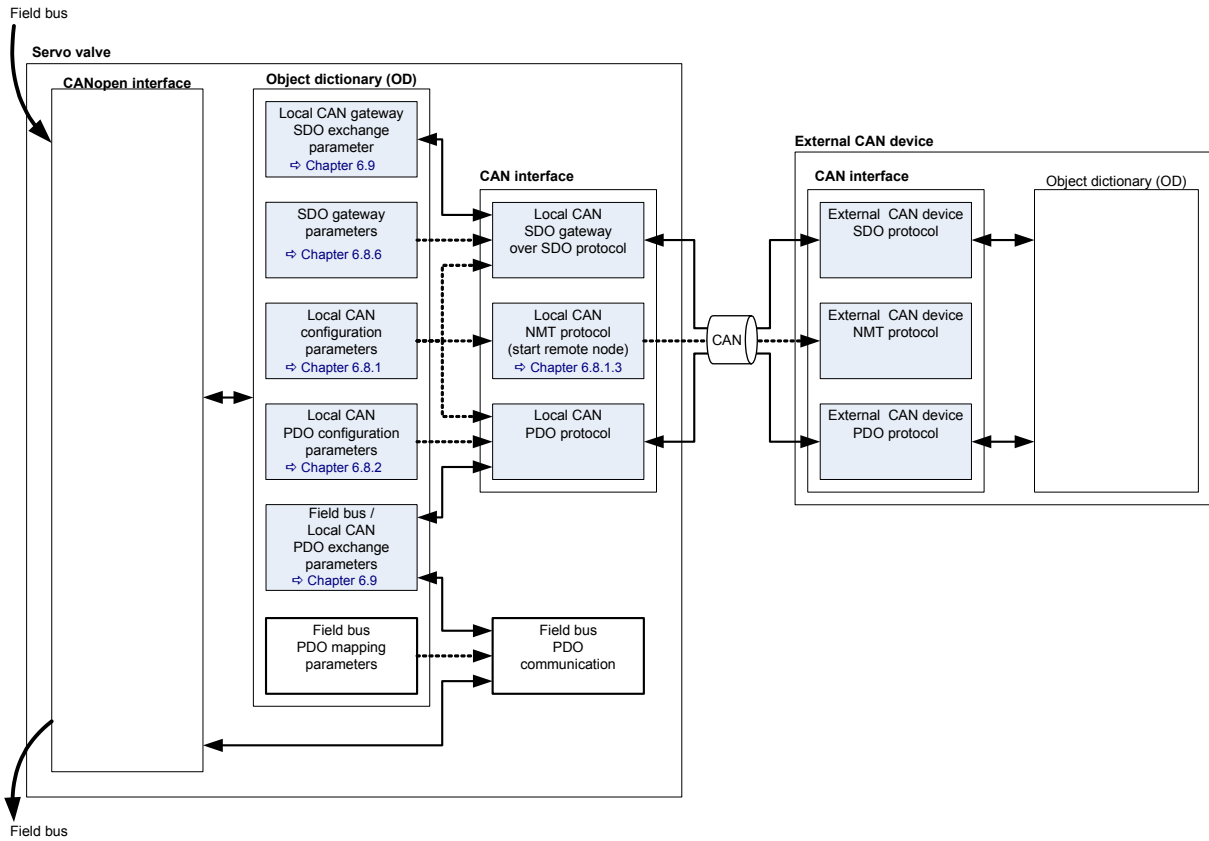 Field bus
Servo valve
CANopen interface
Object dictionary (OD)
Local CAN gateway
SDO exchange
parameter
⇨ Chapter 6.9
SDO gateway
parameters
⇨ Chapter 6.8.6
Local CAN
configuration
parameters
⇨ Chapter 6.8.1
Local CAN
PDO configuration
parameters
⇨ Chapter 6.8.2
Field bus /
Local CAN
PDO exchange
parameters
⇨ Chapter 6.9
Field bus
PDO mapping
parameters
CAN interface
Local CAN
SDO gateway
over SDO protocol
Local CAN
NMT protocol
(start remote node)
⇨ Chapter 6.8.1.3
Local CAN
PDO protocol
Field bus
PDO
communication
CAN
External CAN device
CAN interface
External CAN device
SDO protocol
External CAN device
NMT protocol
External CAN device
PDO protocol
Object dictionary (OD)
Field bus